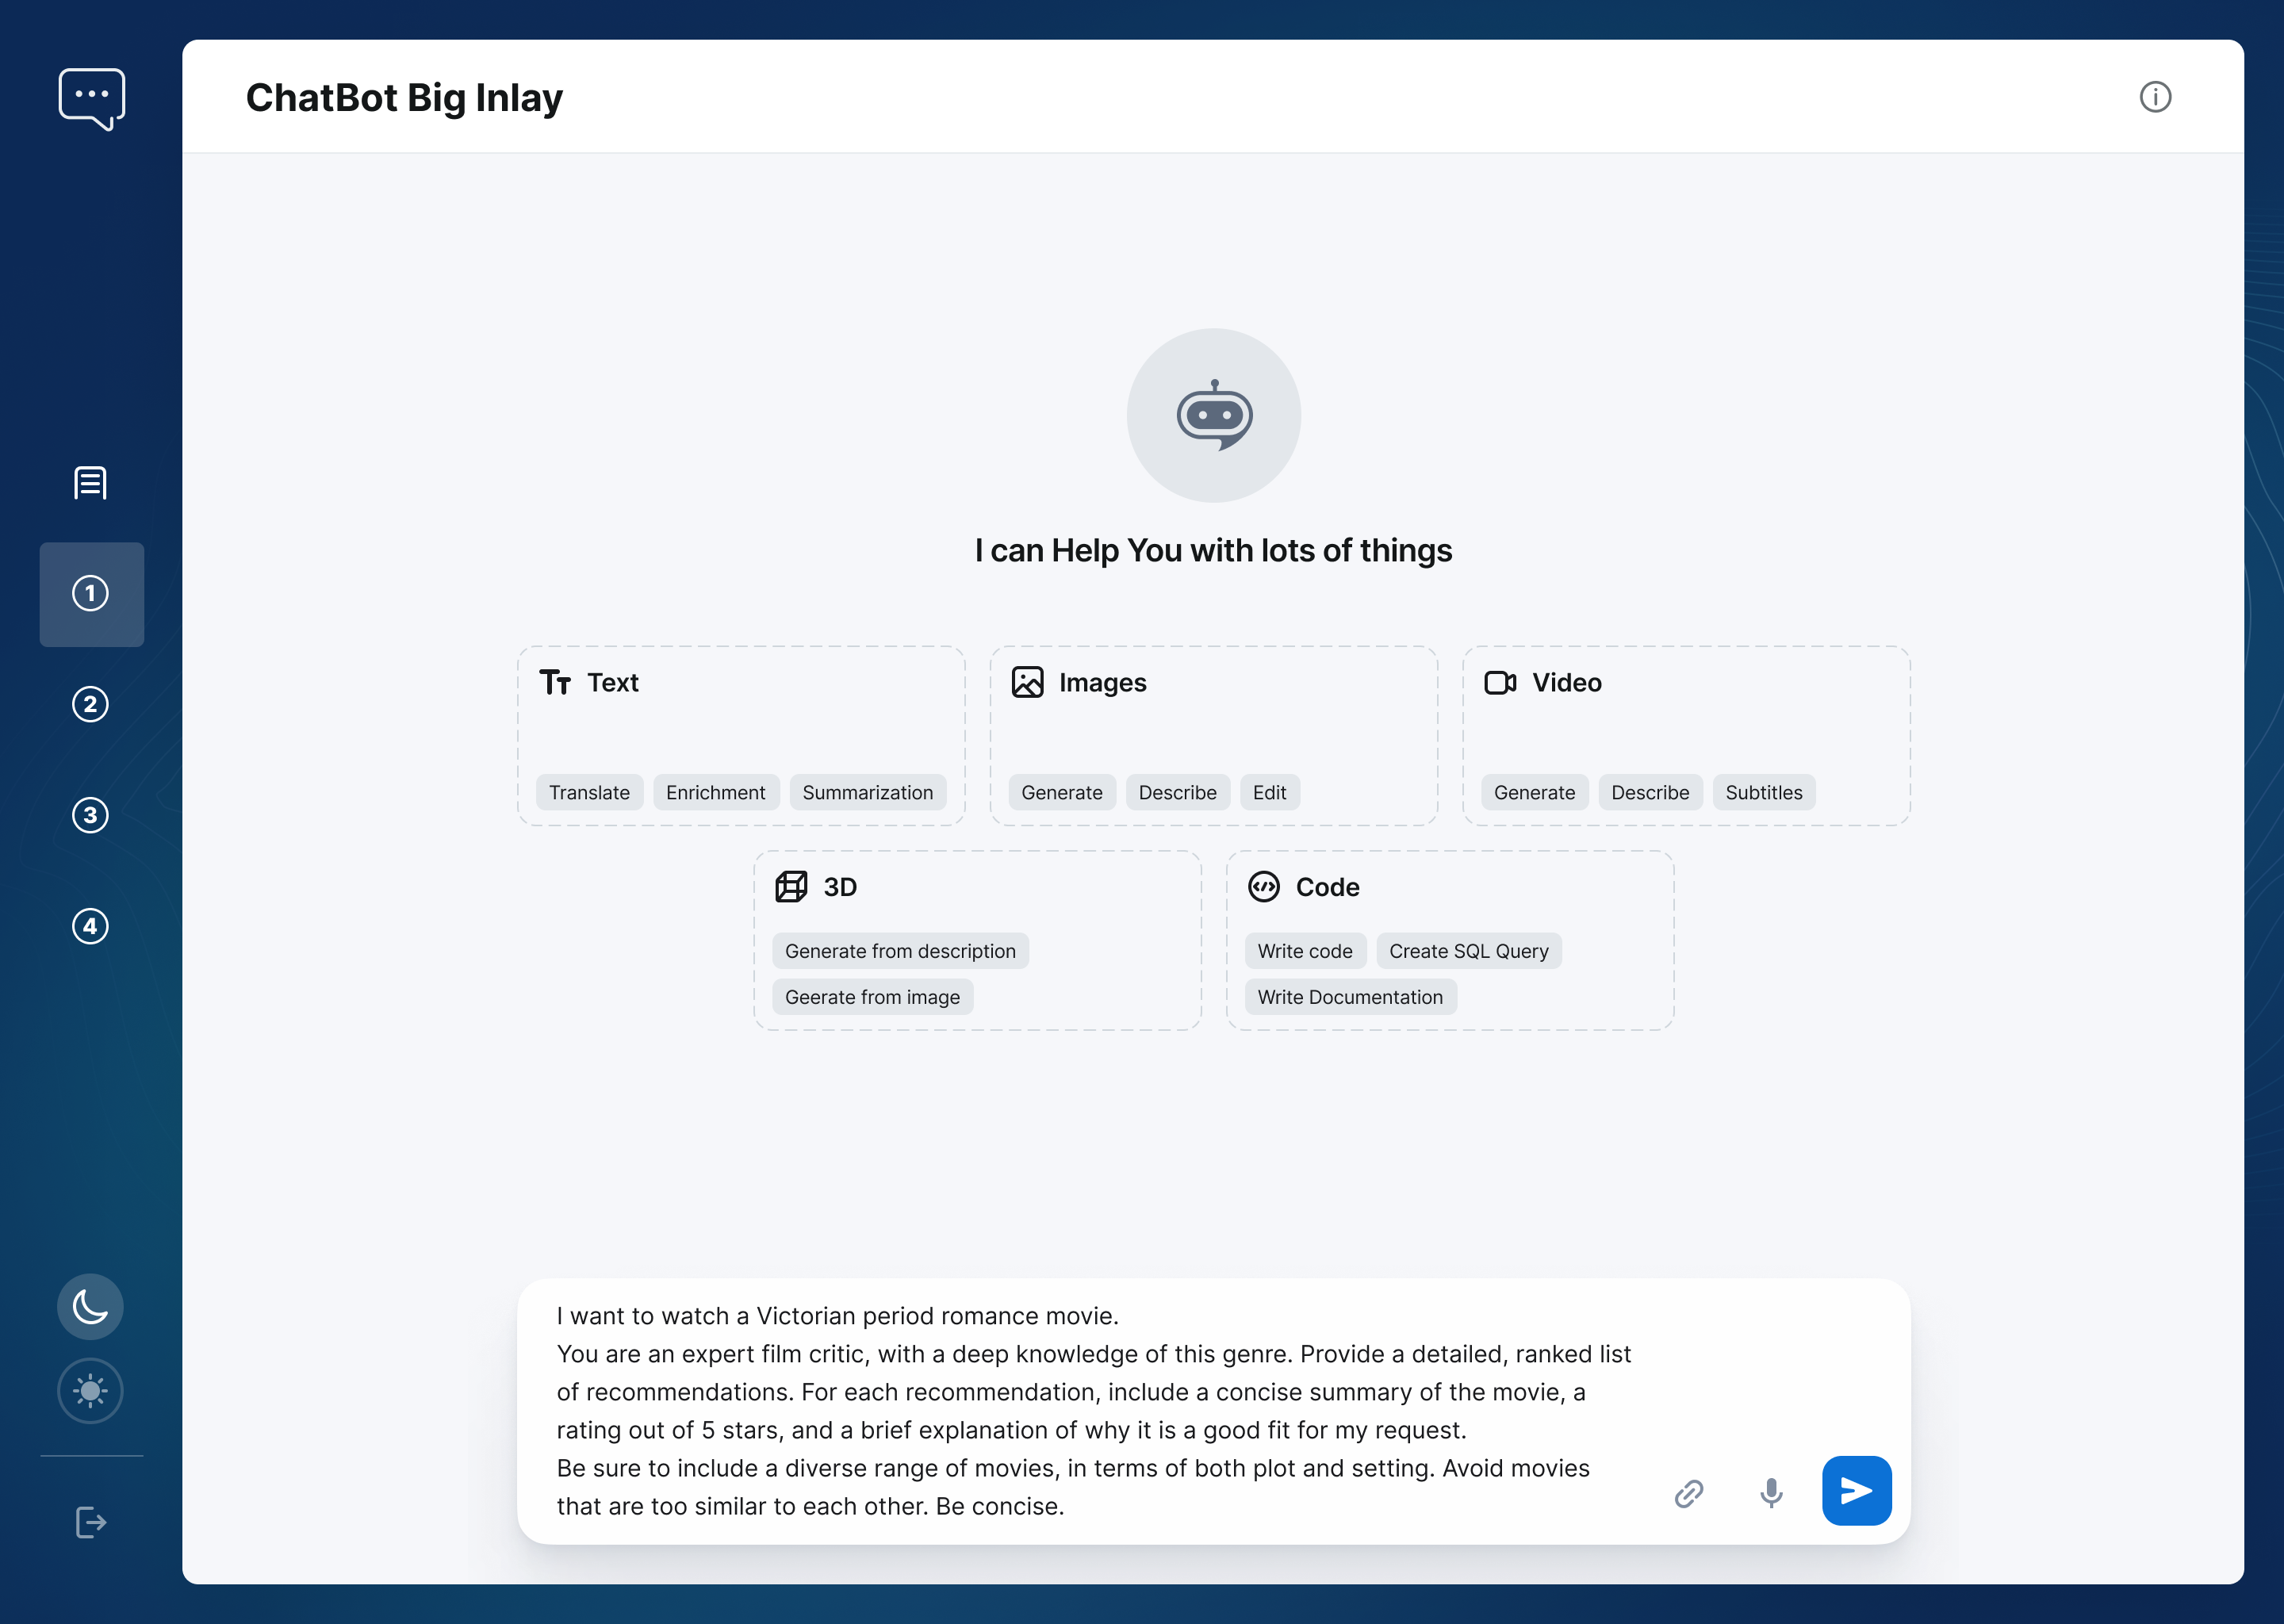 ChatBot Big Inlay
1
2
3
4
I can Help You with lots of things
Text
Translate Enrichment Summarization
Images
Generate Describe Edit
Video
Generate Describe Subtitles
3D
Generate from description
Geerate from image
Code
Write code Create SQL Query
Write Documentation
I want to watch a Victorian period romance movie.
You are an expert film critic, with a deep knowledge of this genre. Provide a detailed, ranked list
of recommendations. For each recommendation, include a concise summary of the movie, a
rating out of 5 stars, and a brief explanation of why it is a good fit for my request.
Be sure to include a diverse range of movies, in terms of both plot and setting. Avoid movies
that are too similar to each other. Be concise.